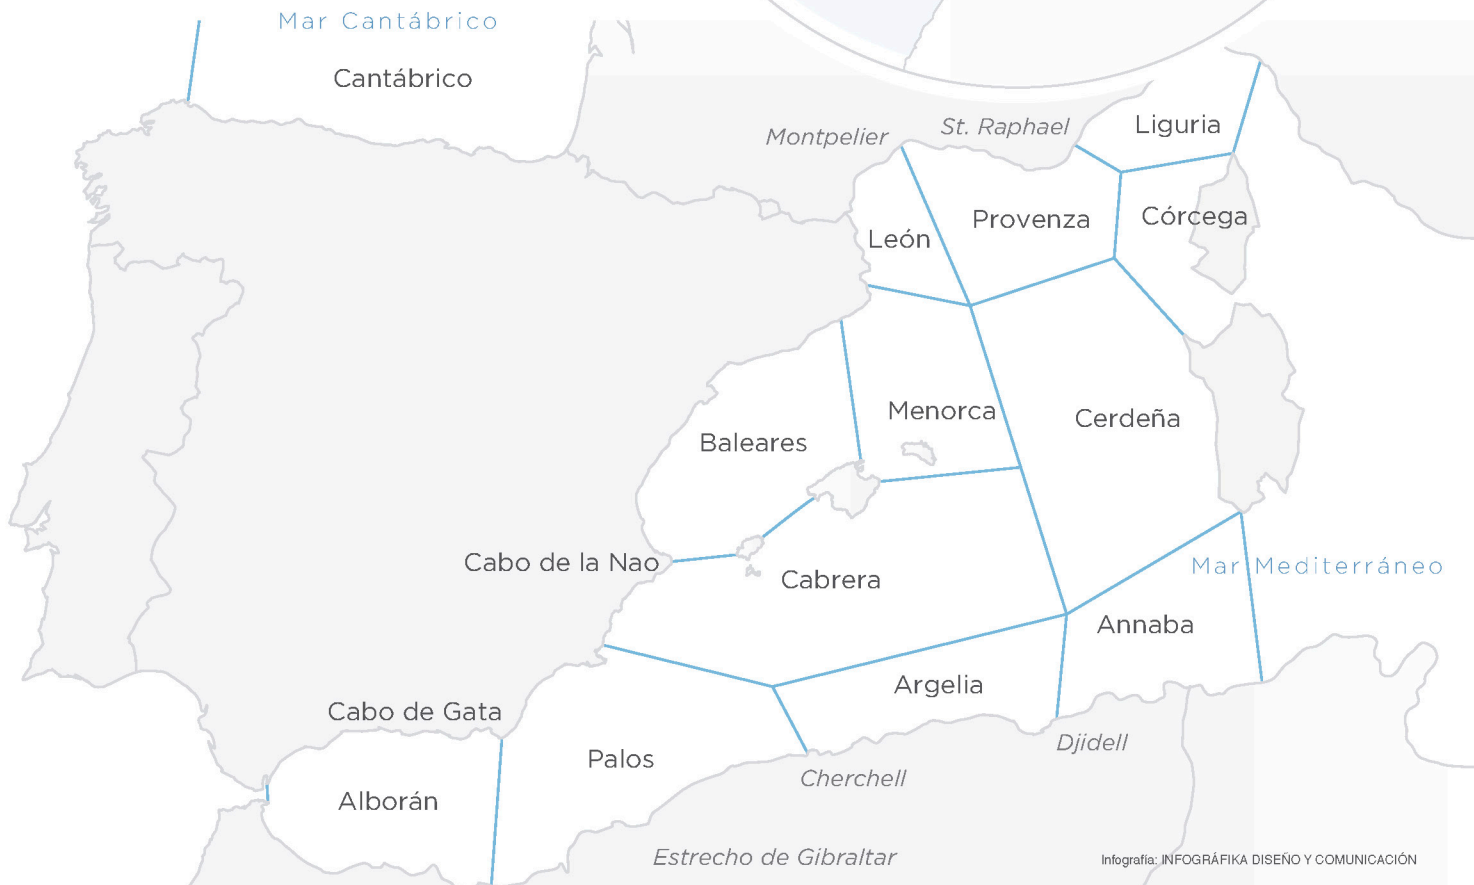 Mar Cantábrico
Cantábrico
Montpelier
St. Raphael
Liguria
León
Provenza
Córcega
Menorca
Cerdeña
Baleares
Cabo de la Nao
Cabrera
Mar Mediterráneo
Annaba
Argelia
Cabo de Gata
Palos
Djidell
Cherchell
Alborán
Estrecho de Gibraltar
Infografía: INFOGRÁFIKA DISEÑO Y COMUNICACIÓN